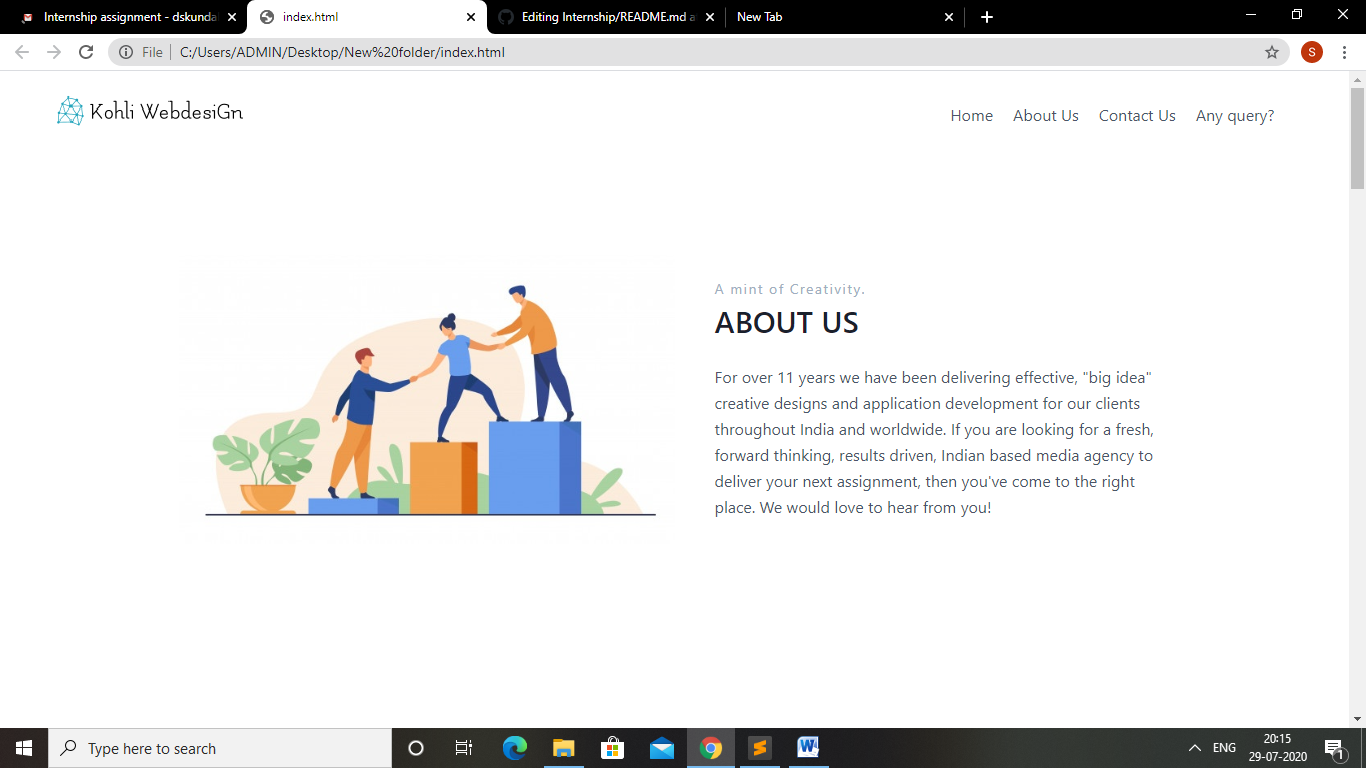 Internship assignment - dskunda
index.html
Editing Internship/README.md a
New Tab
File
C:/Users/ADMIN/Desktop/New%20folder/index.html
S
Kohli WebdesiGn
Home
About Us
Contact Us
Any query?
A mint of Creativity.
ABOUT US
For over 11 years we have been delivering effective, "big idea"
creative designs and application development for our clients
throughout India and worldwide. If you are looking for a fresh,
forward thinking, results driven, Indian based media agency to
deliver your next assignment, then you've come to the right
place. We would love to hear from you!
Type here to search
ENG
20:15
29-07-2020
1